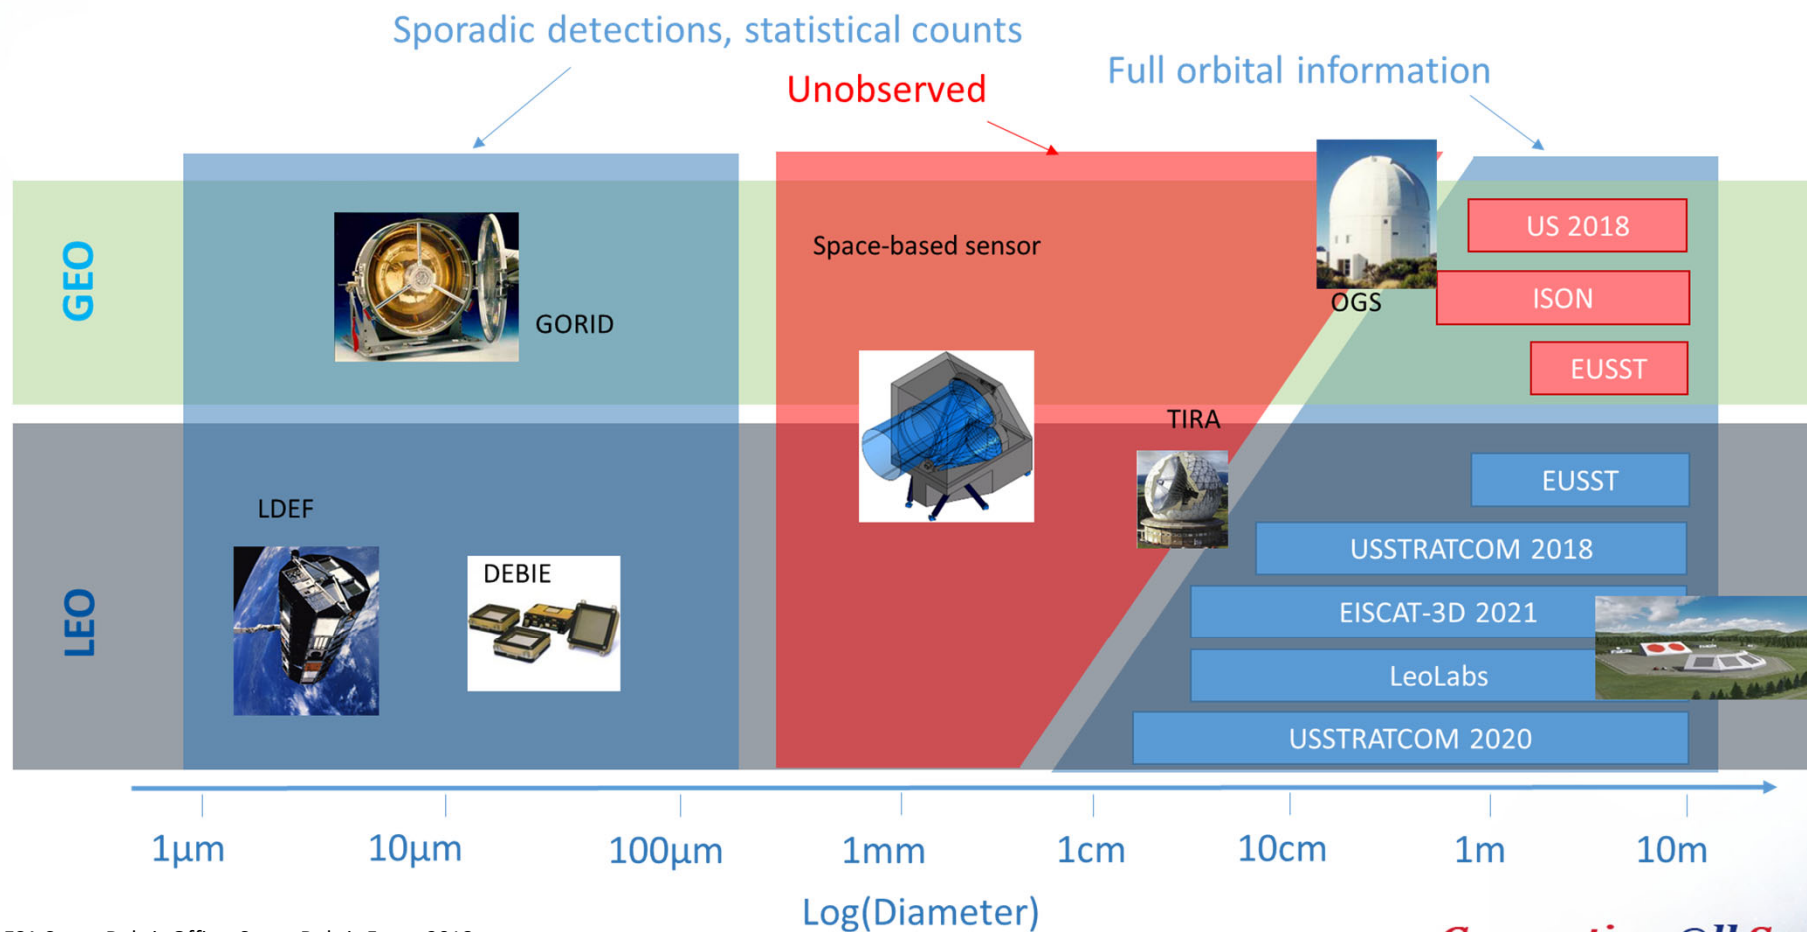 Sporadic detections, statistical counts
Unobserved
Full orbital information
GEO
GORID
Space-based sensor
OGS
US 2018
ISON
EUSST
LEO
LDEF
DEBIE
TIRA
EUSST
USSTRATCOM 2018
EISCAT-3D 2021
LeoLabs
USSTRATCOM 2020
1µm
10µm
100µm
1mm
1cm
10cm
1m
10m
Log(Diameter)